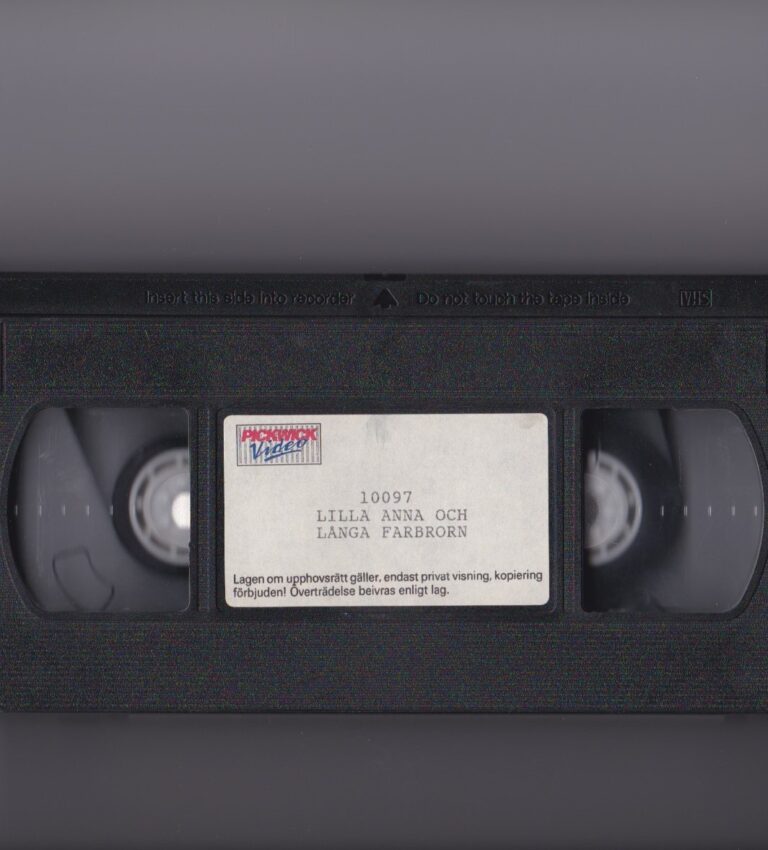 Insert this side into recorder Do not touch the tape inside VHS
PICKWICK
Video
10097
LILLA ANNA OCH
LÅNGA FARBRORN
Lagen om upphovsrätt gäller, endast privat visning, kopiering
förbjuden! Överträdelse beivras enligt lag.